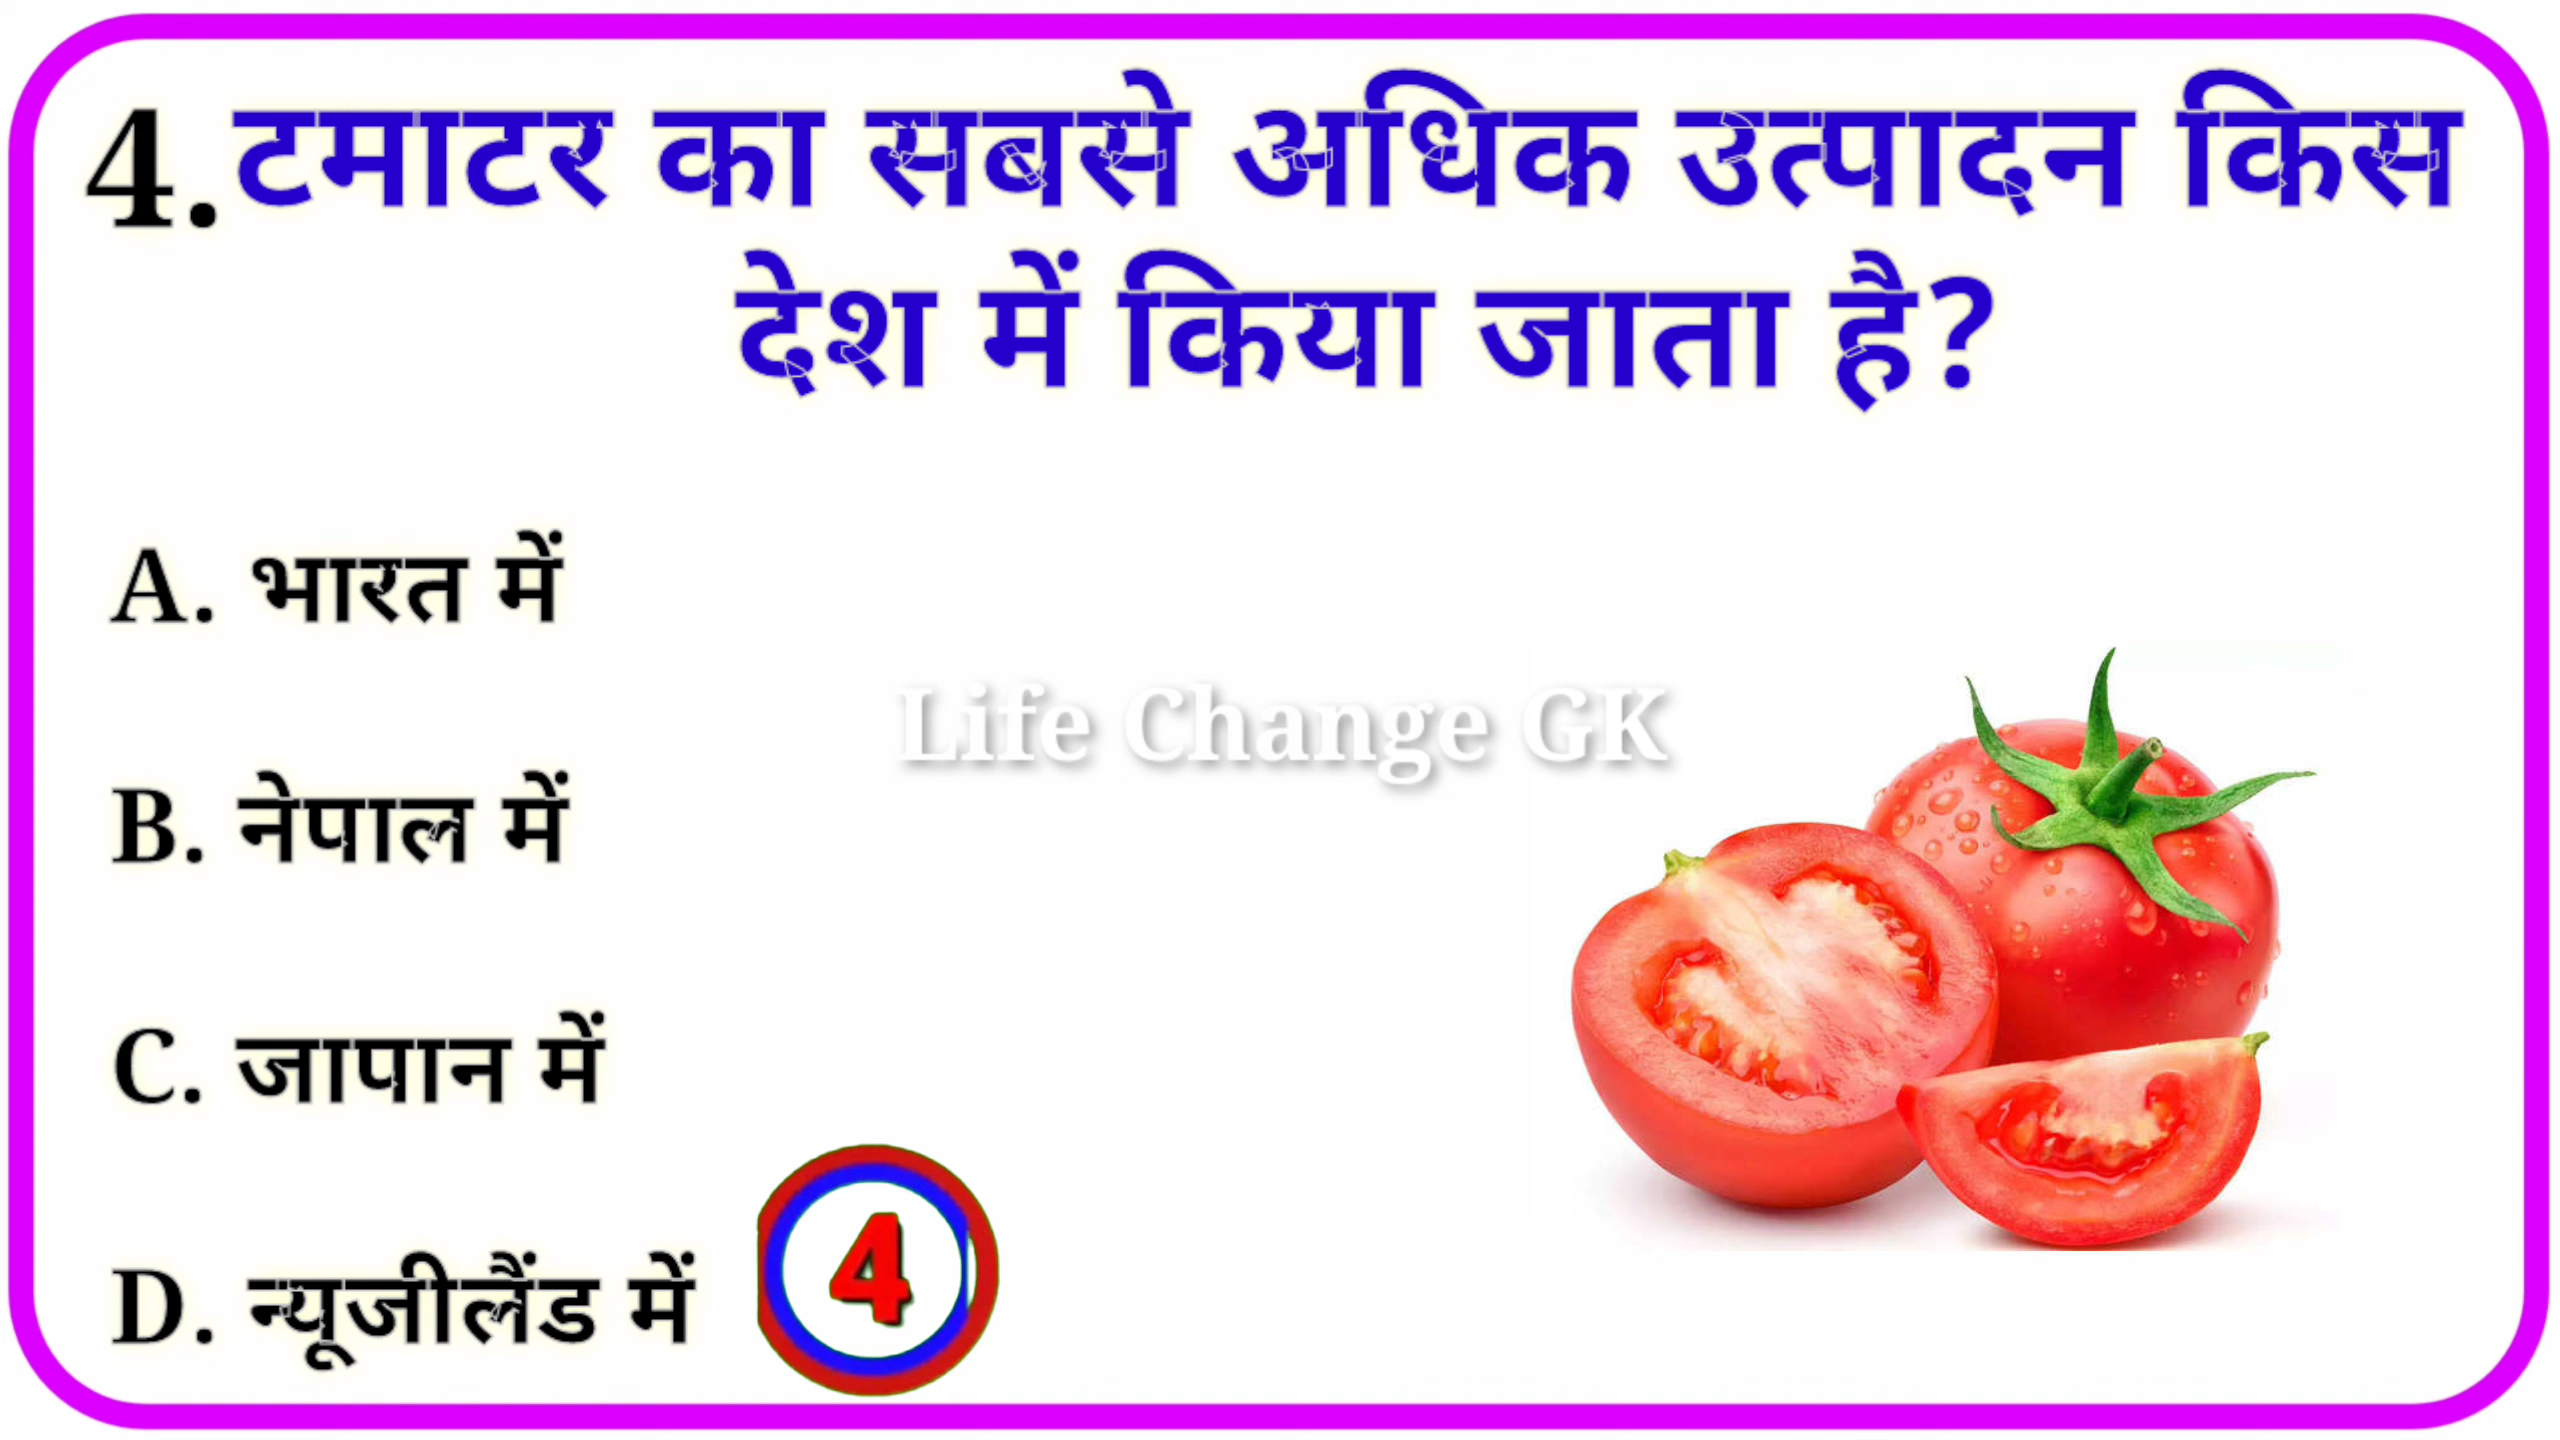 4. टमाटर का सबसे अधिक उत्पादन किस
देश में किया जाता है?
A. भारत में
Life Change GK
B. नेपाल में
C. जापान में
D. न्यूजीलैंड में
4